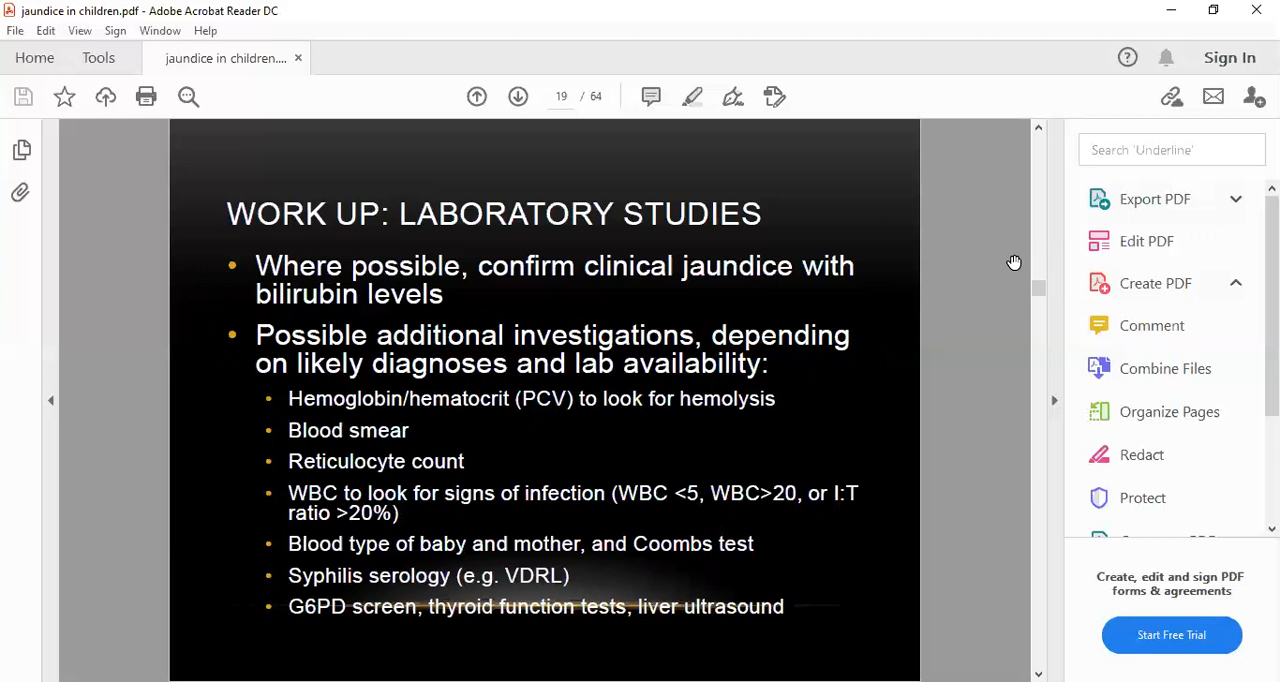 jaundice in children.pdf - Adobe Acrobat Reader DC
File Edit View Sign Window Help
Home Tools jaundice in children.... × Sign In
19 / 64
Search 'Underline'
WORK UP: LABORATORY STUDIES
• Where possible, confirm clinical jaundice with
bilirubin levels
• Possible additional investigations, depending
on likely diagnoses and lab availability:
• Hemoglobin/hematocrit (PCV) to look for hemolysis
• Blood smear
• Reticulocyte count
• WBC to look for signs of infection (WBC <5, WBC>20, or I:T
ratio >20%)
• Blood type of baby and mother, and Coombs test
• Syphilis serology (e.g. VDRL)
• G6PD screen, thyroid function tests, liver ultrasound
Export PDF
Edit PDF
Create PDF
Comment
Combine Files
Organize Pages
Redact
Protect
Create, edit and sign PDF
forms & agreements
Start Free Trial